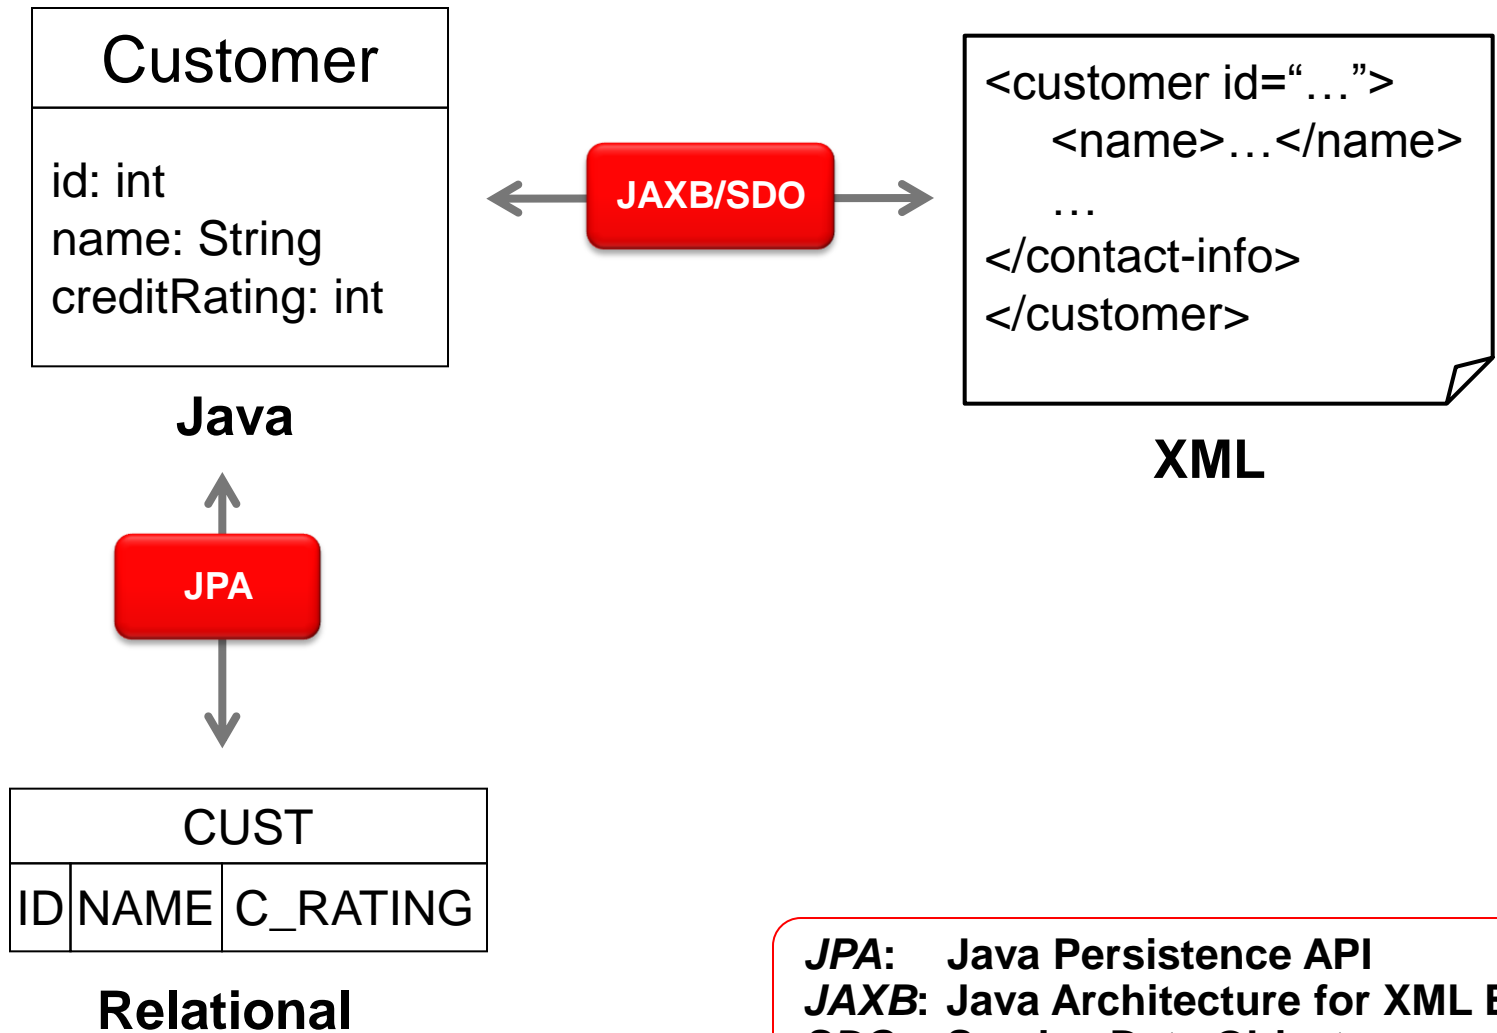 Customer
id: int
name: String
creditRating: int
Java
JAXB/SDO
<customer id=“…”>
<name>…</name>
…
</contact-info>
</customer>
XML
JPA
CUST
ID NAME C_RATING
Relational
JPA: Java Persistence API
JAXB: Java Architecture for XML